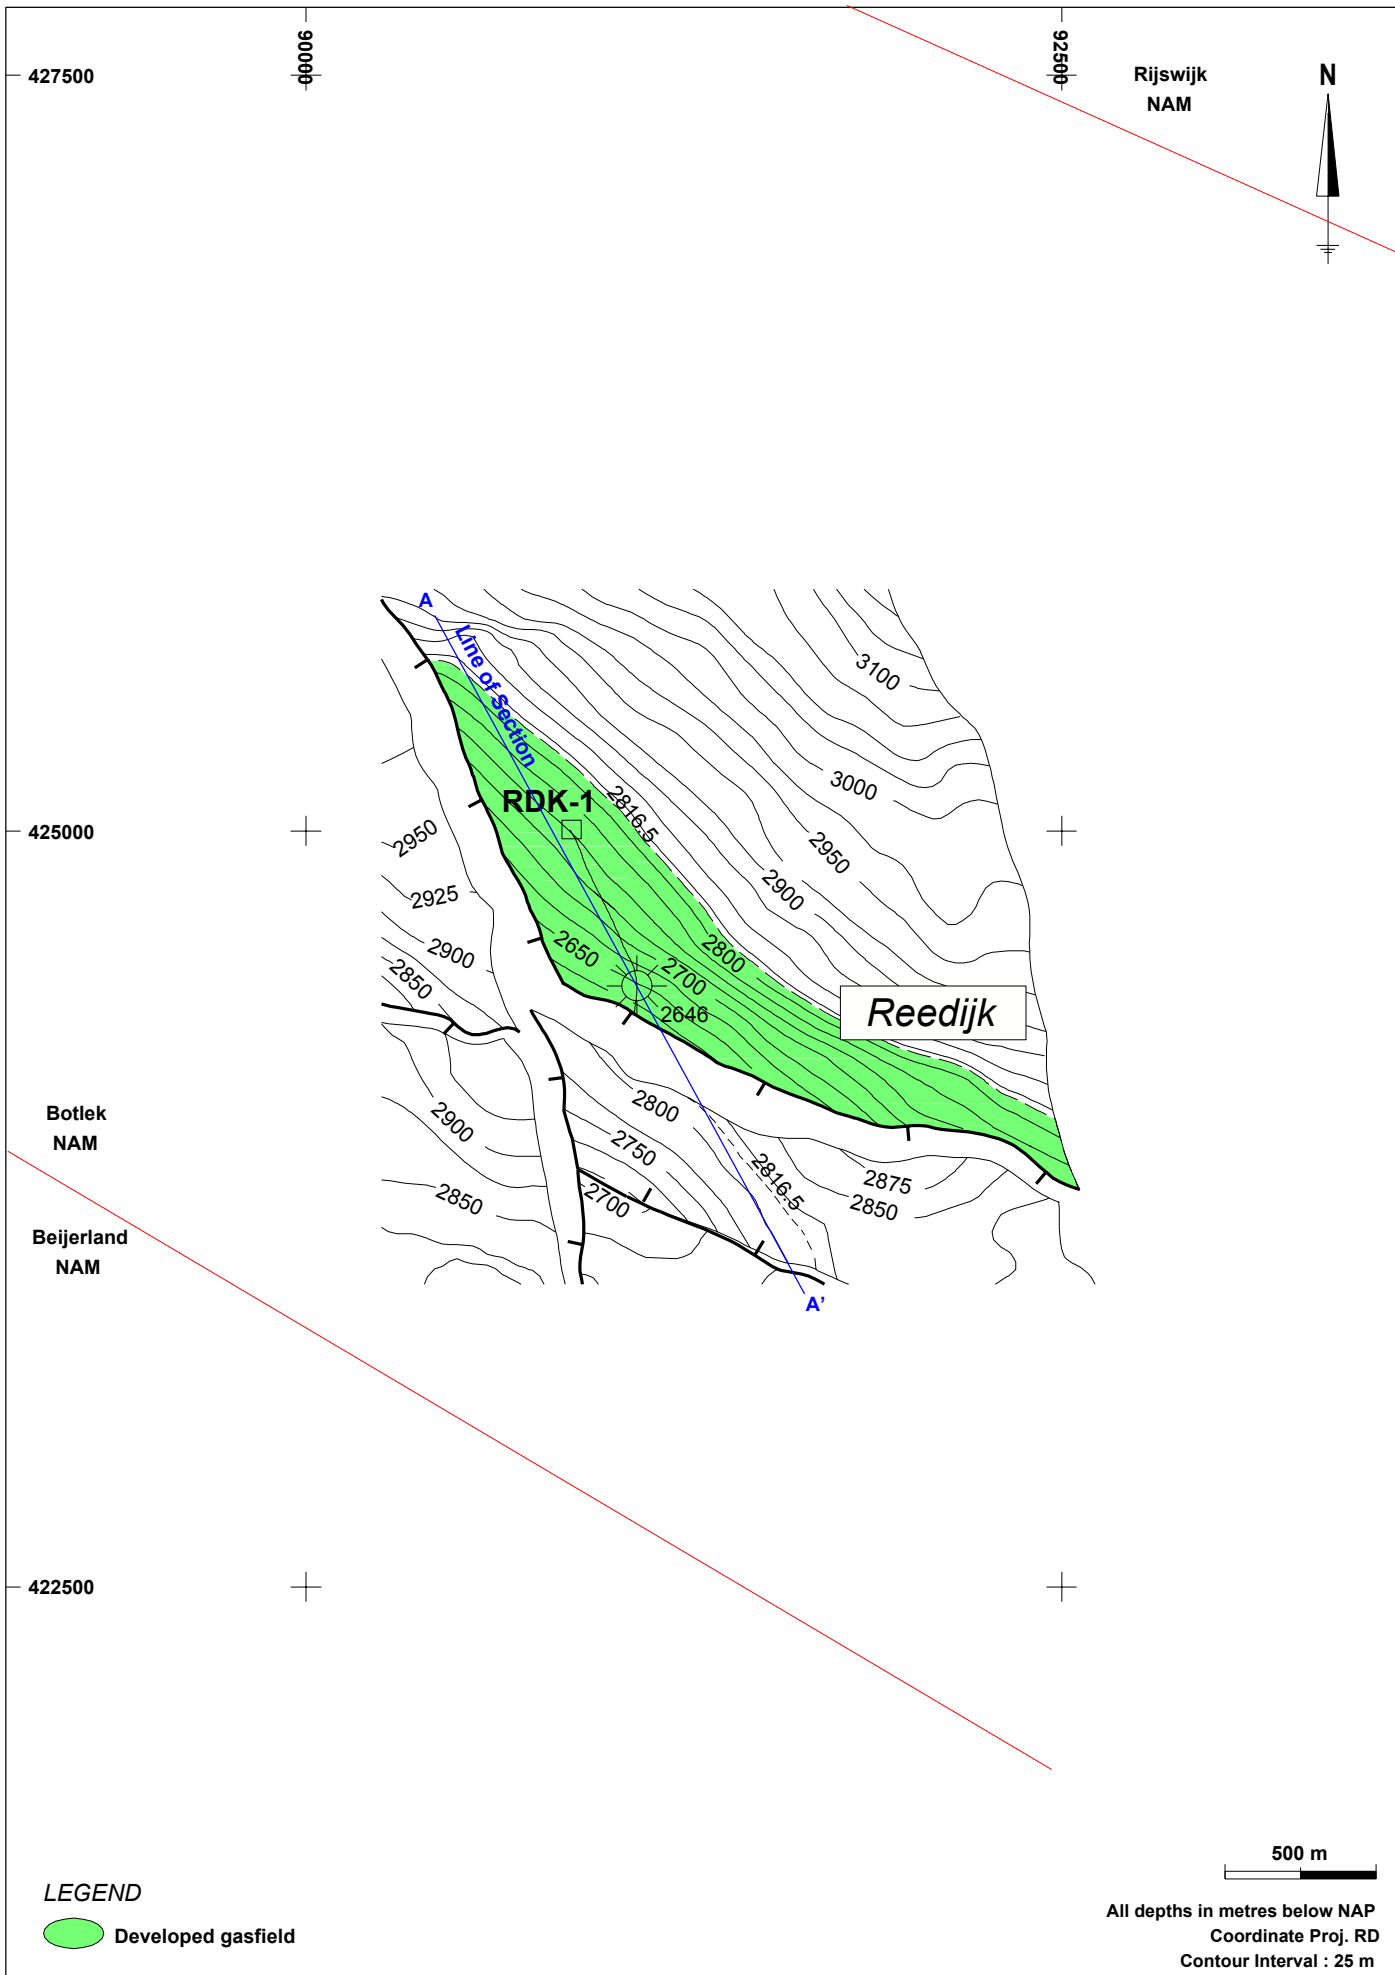 90000
92500
427500
Rijswijk
NAM
N
A
Line of Section
3100
3000
RDK-1
2816.5
425000
2950
2950
2900
2925
2900
2650
2800
2850
2700
2646
Reedijk
2800
2900
2750
2816.5
2875
2850
2850
2700
Botlek
NAM
Beijerland
NAM
A’
422500
500 m
LEGEND
Developed gasfield
All depths in metres below NAP
Coordinate Proj. RD
Contour Interval : 25 m